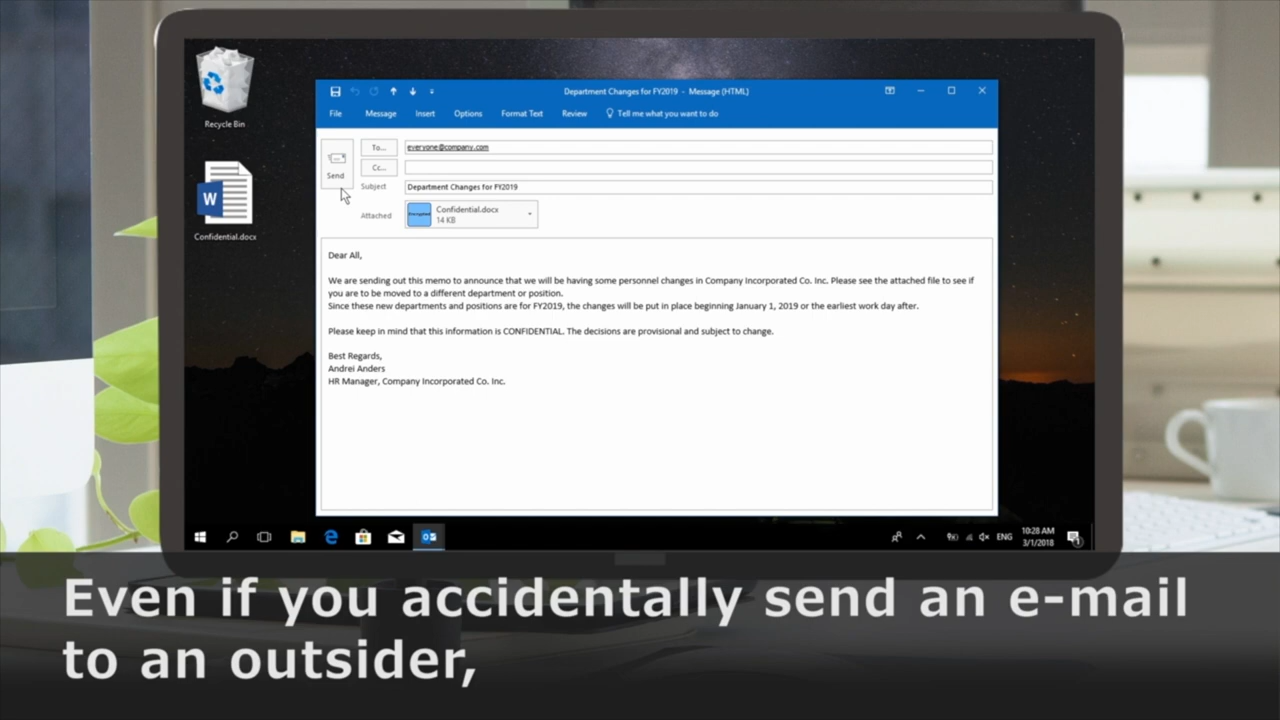 Department Changes for FY2019 - Message (HTML)
File Message Insert Options Format Text Review Tell me what you want to do
Recycle Bin
W
Confidential.docx
Send
To... everyone@company.com
Cc...
Subject Department Changes for FY2019
Attached Encrypted Confidential.docx
14 KB
Dear All,
We are sending out this memo to announce that we will be having some personnel changes in Company Incorporated Co. Inc. Please see the attached file to see if
you are to be moved to a different department or position.
Since these new departments and positions are for FY2019, the changes will be put in place beginning January 1, 2019 or the earliest work day after.
Please keep in mind that this information is CONFIDENTIAL. The decisions are provisional and subject to change.
Best Regards,
Andrei Anders
HR Manager, Company Incorporated Co. Inc.
ENG
10:28 AM
3/1/2018
1
Even if you accidentally send an e-mail
to an outsider,